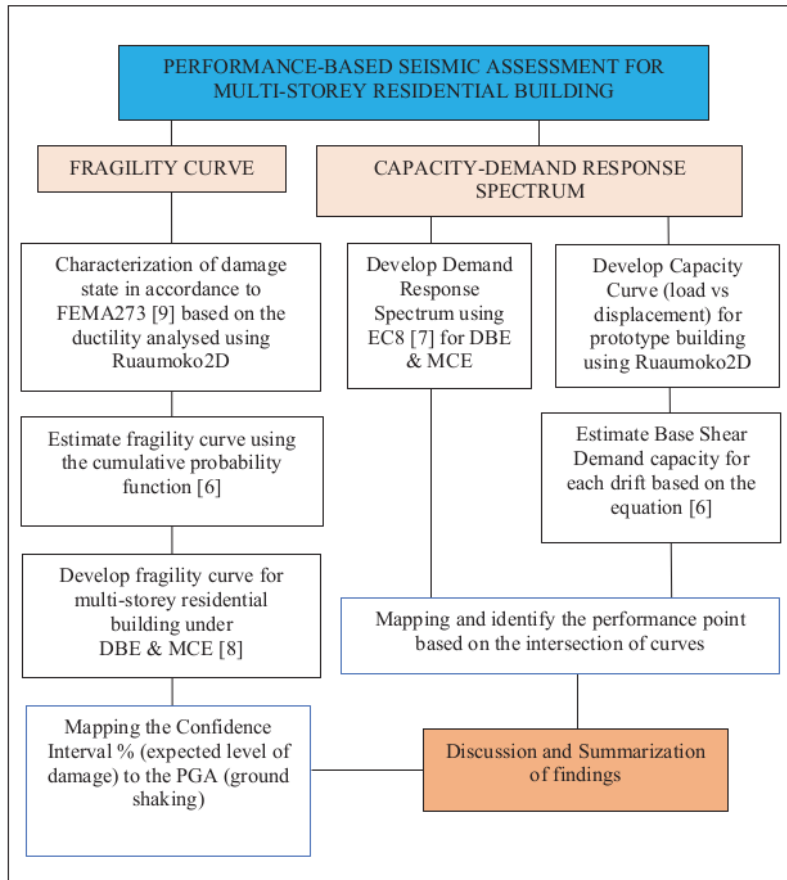 PERFORMANCE-BASED SEISMIC ASSESSMENT FOR
MULTI-STOREY RESIDENTIAL BUILDING
FRAGILITY CURVE
CAPACITY-DEMAND RESPONSE
SPECTRUM
Characterization of damage
state in accordance to
FEMA273 [9] based on the
ductility analysed using
Ruaumoko2D
Develop Demand
Response
Spectrum using
EC8 [7] for DBE
& MCE
Develop Capacity
Curve (load vs
displacement) for
prototype building
using Ruaumoko2D
Estimate fragility curve using
the cumulative probability
function [6]
Estimate Base Shear
Demand capacity for
each drift based on the
equation [6]
Develop fragility curve for
multi-storey residential
building under
DBE & MCE [8]
Mapping and identify the performance point
based on the intersection of curves
Mapping the Confidence
Interval % (expected level of
damage) to the PGA (ground
shaking)
Discussion and Summarization
of findings